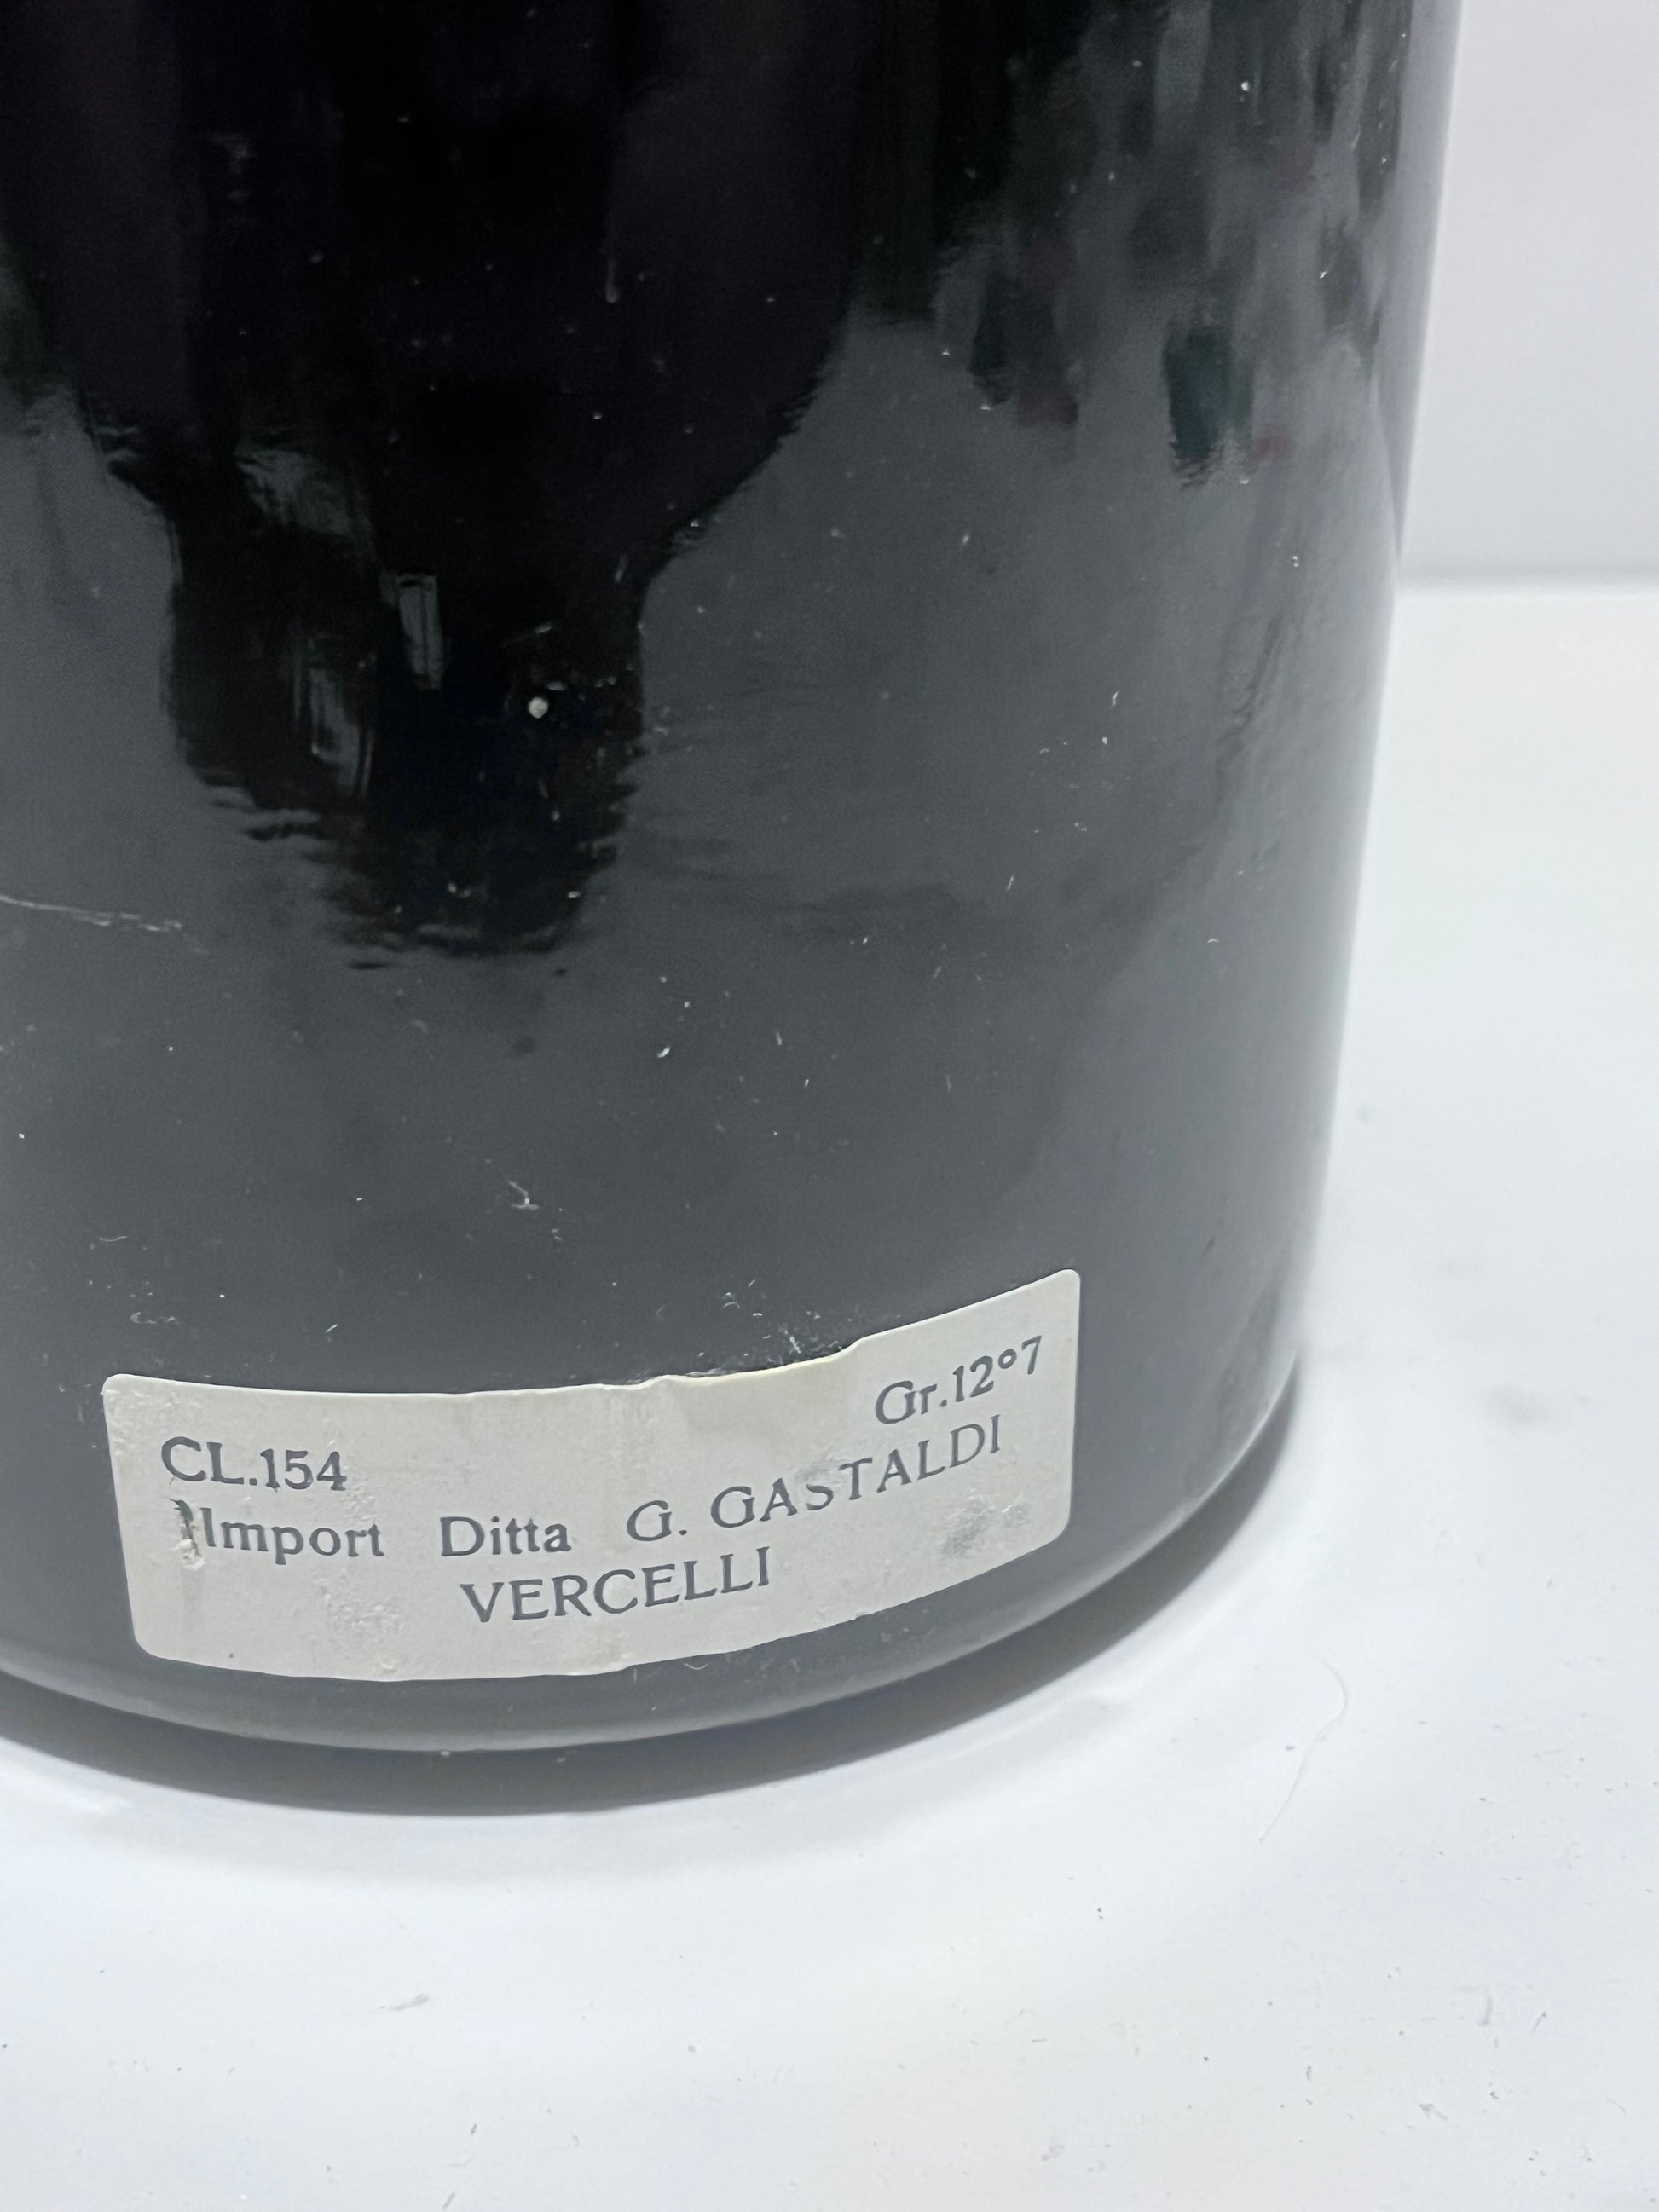 CL.154 Gr.12°7
Import Ditta G. GASTALDI
VERCELLI